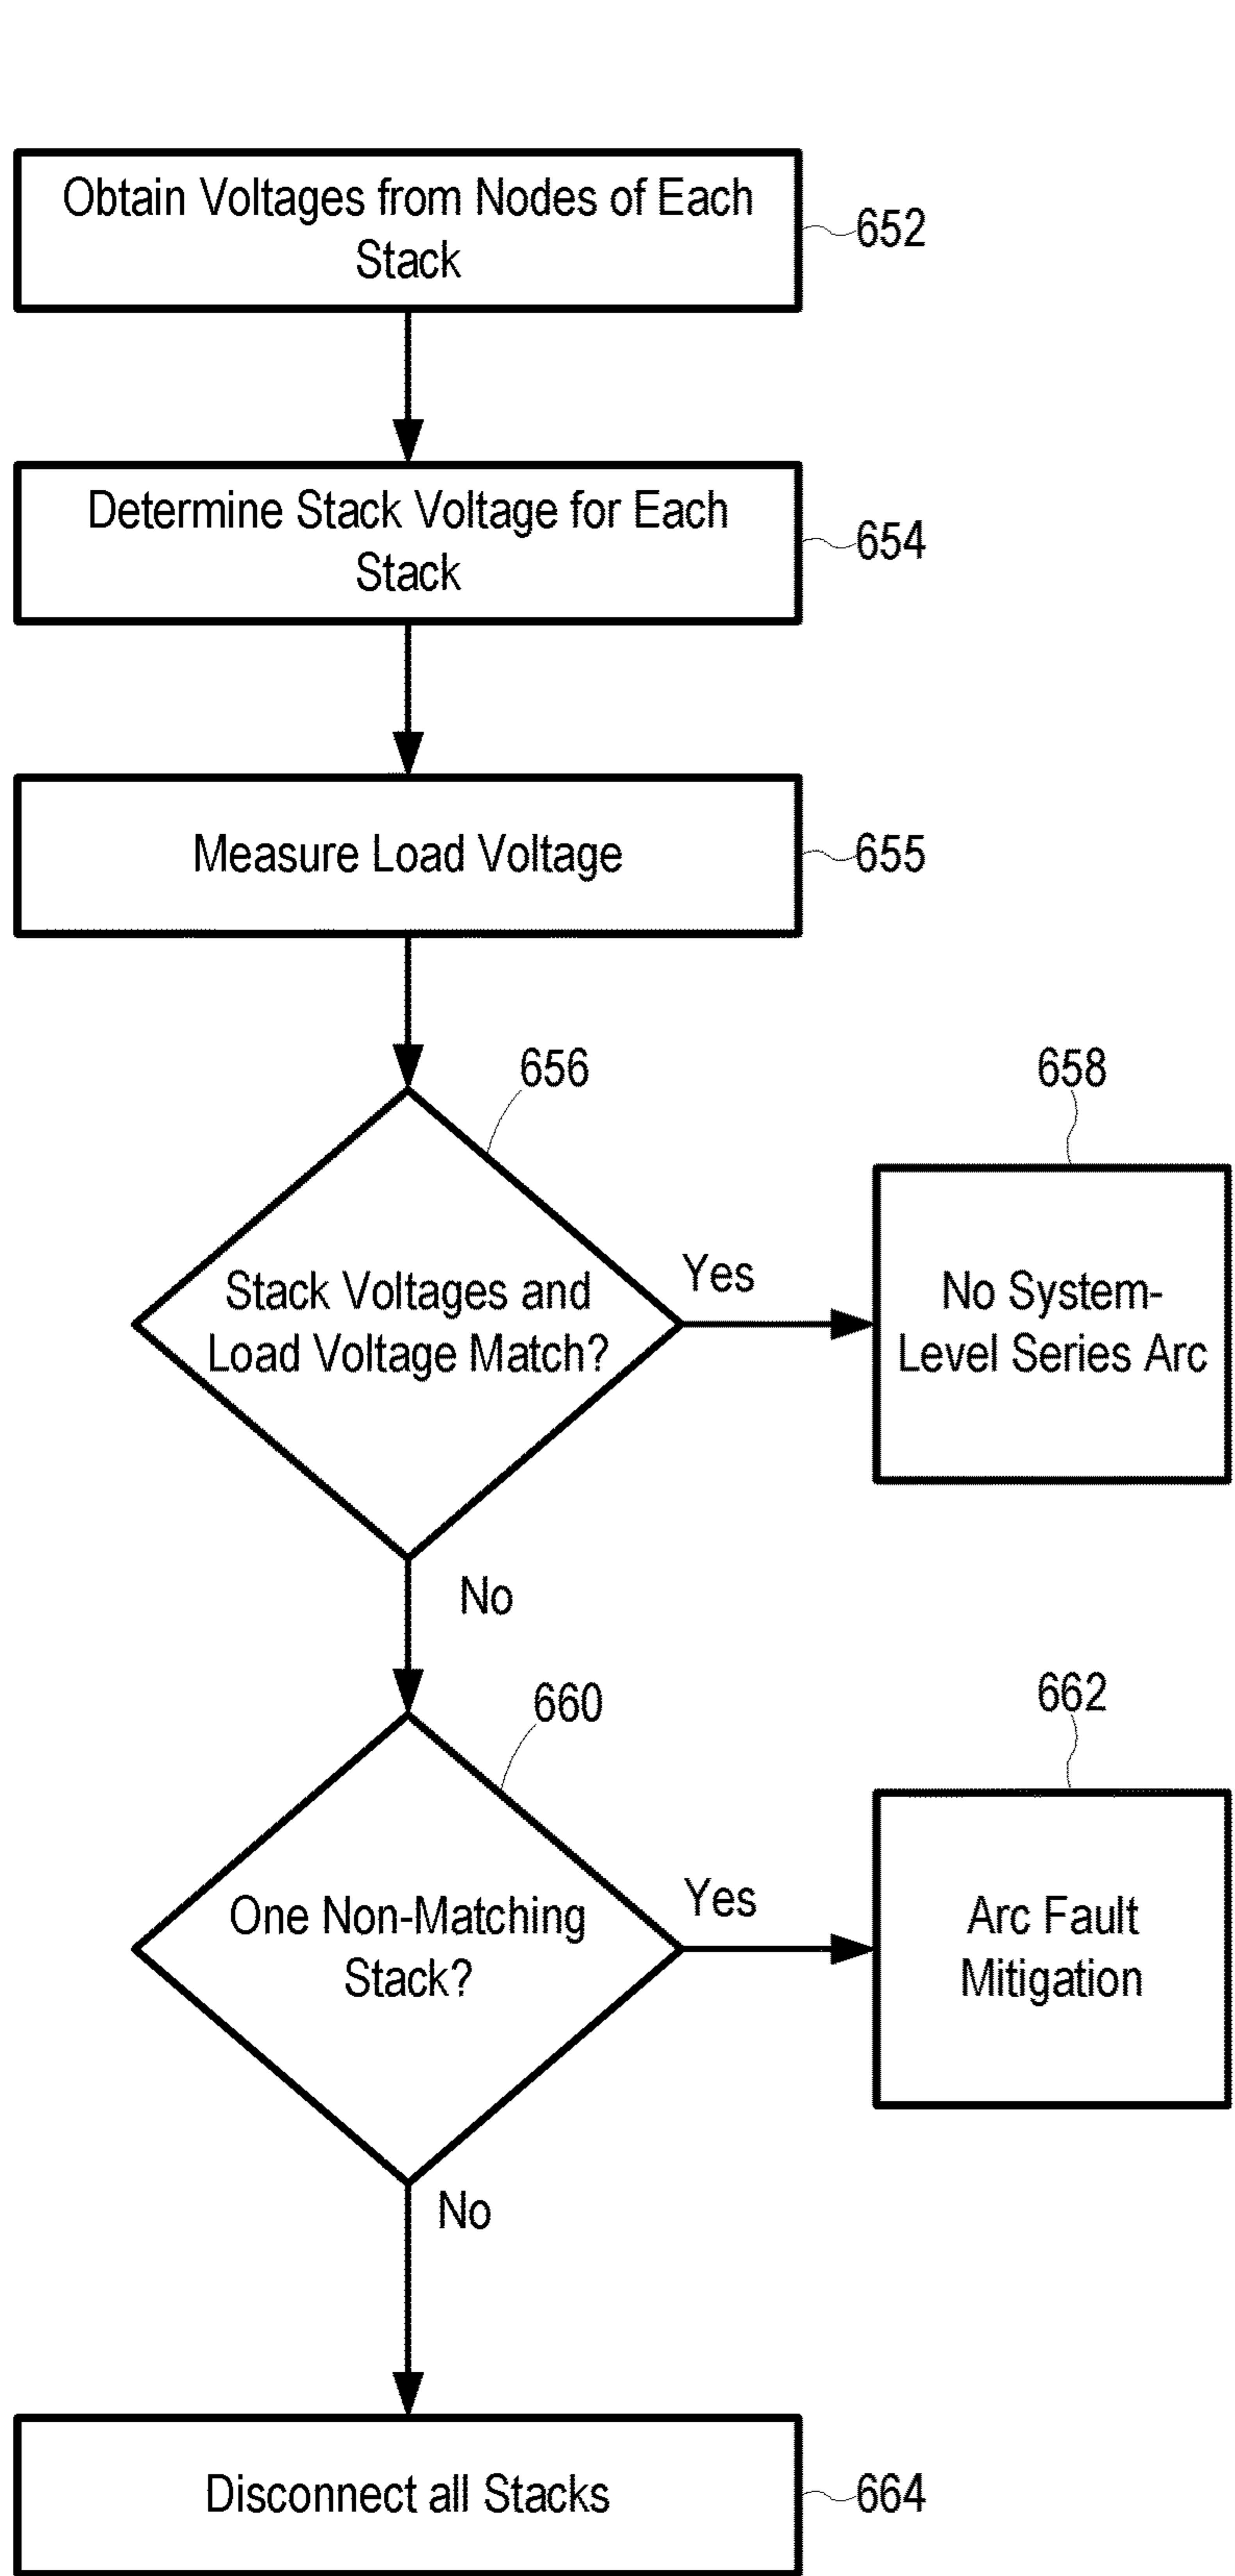 Obtain Voltages from Nodes of Each
Stack
652
Determine Stack Voltage for Each
Stack
654
Measure Load Voltage
655
656
658
Stack Voltages and
Load Voltage Match?
Yes
No System-
Level Series Arc
No
660
662
One Non-Matching
Stack?
Yes
Arc Fault
Mitigation
No
Disconnect all Stacks
664